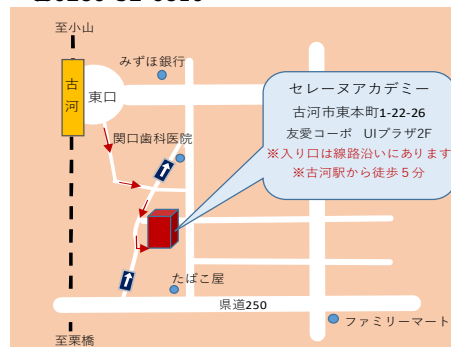 至小山
みずほ銀行
古河
東口
セレーヌアカデミー
古河市東本町1-22-26
友愛コーポ UIプラザ2F
※入り口は線路沿いにあります
※古河駅から徒歩５分
関口歯科医院
たばこ屋
県道250
ファミリーマート
至栗橋